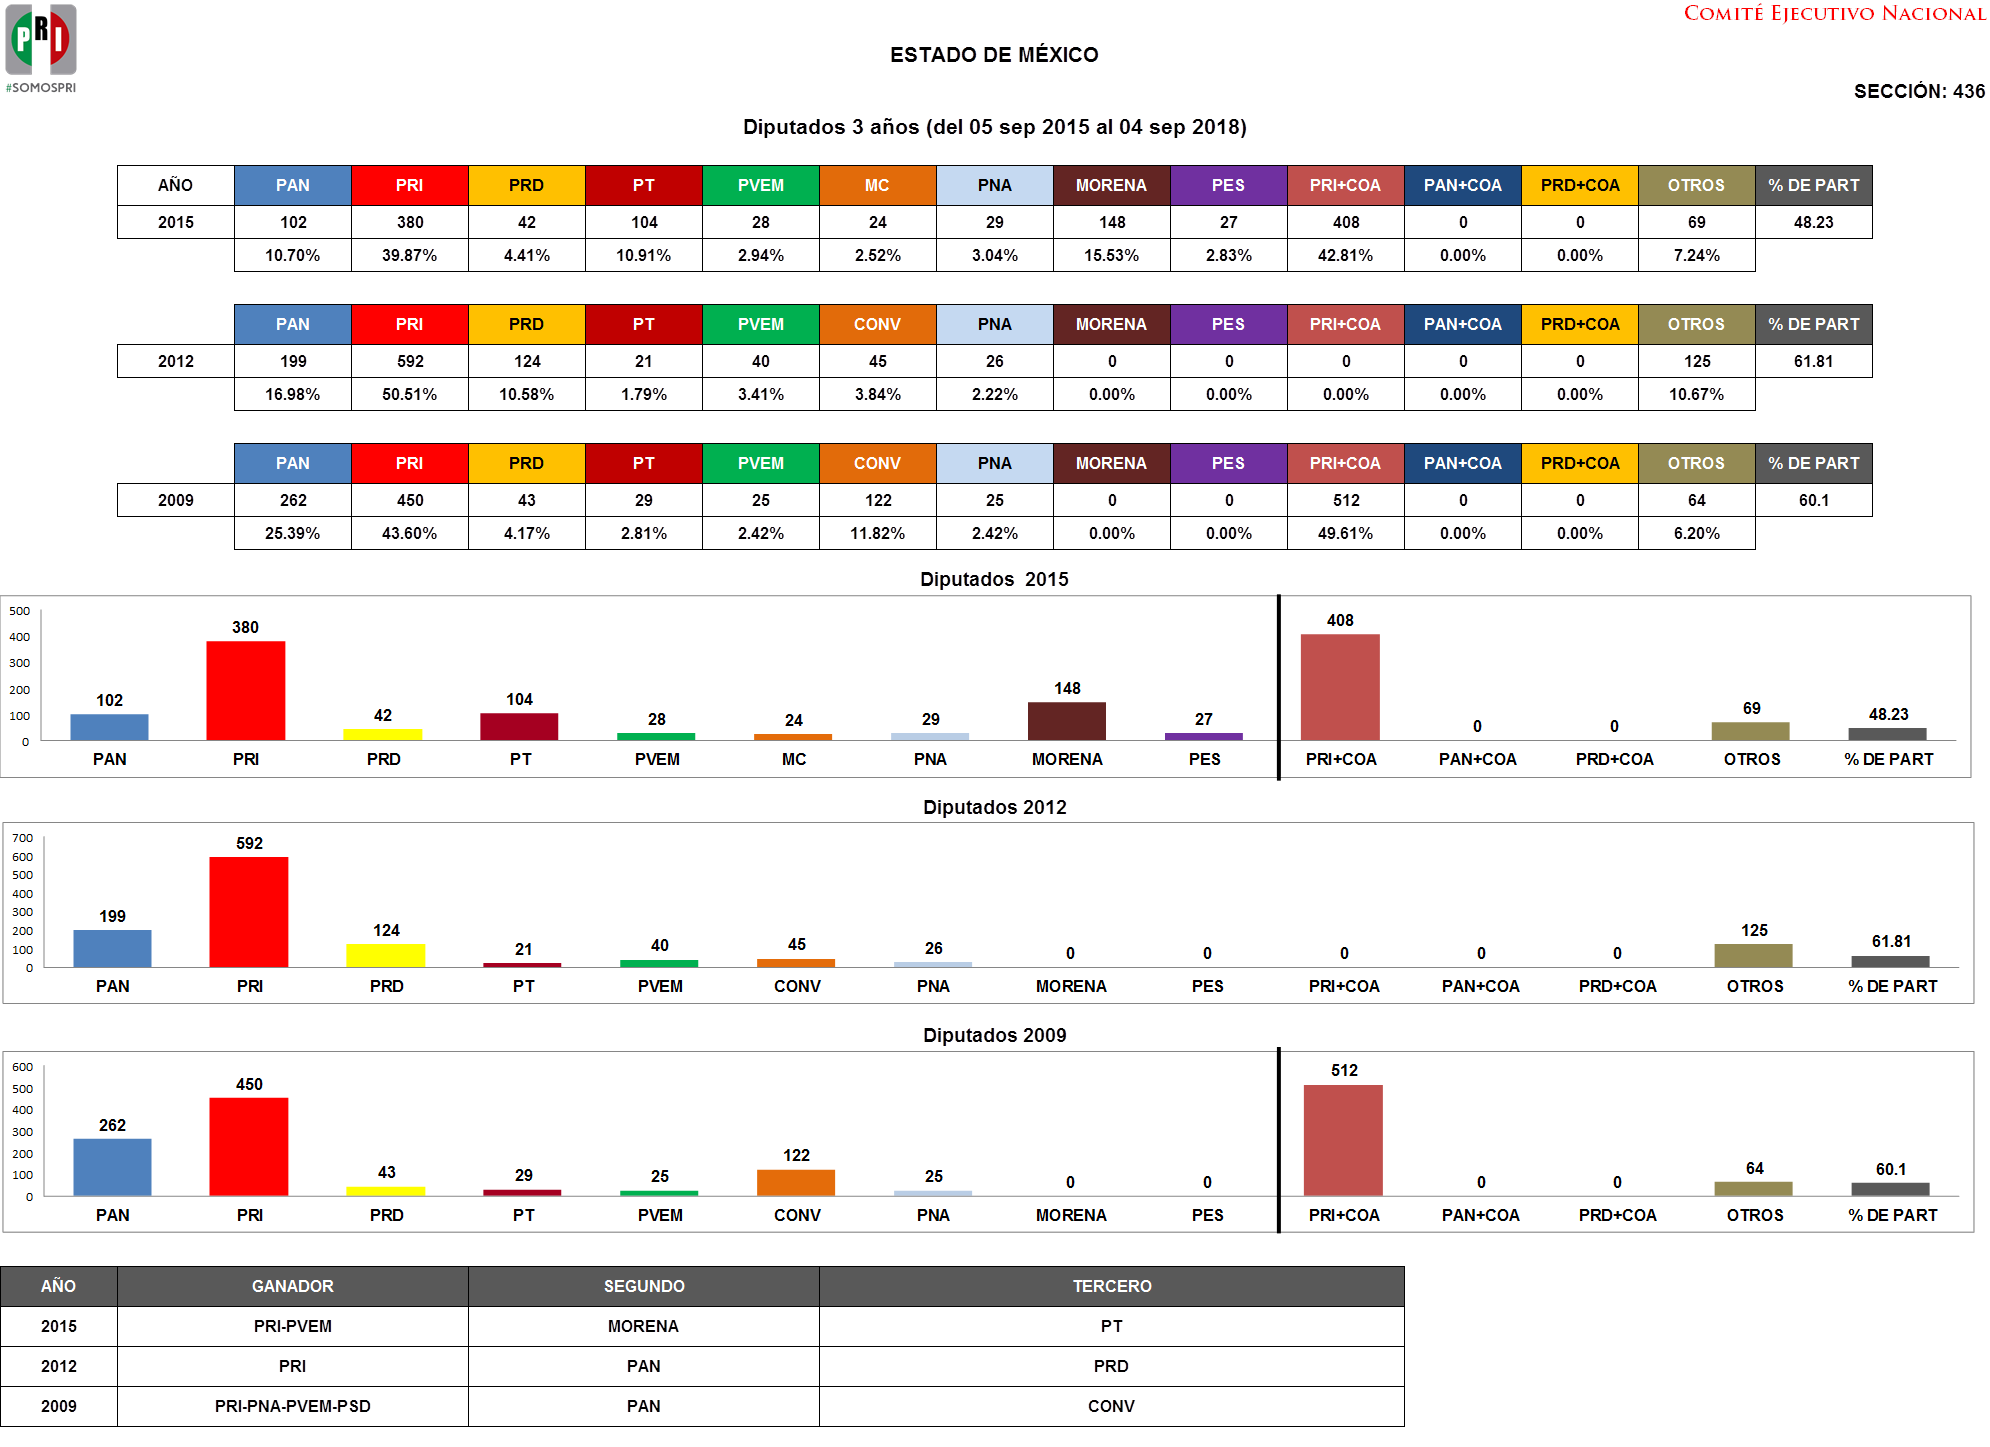 PRI
#SOMOSPRI
COMITÉ EJECUTIVO NACIONAL
ESTADO DE MÉXICO
SECCIÓN: 436
Diputados 3 años (del 05 sep 2015 al 04 sep 2018)
AÑO PAN PRI PRD PT PVEM MC PNA MORENA PES PRI+COA PAN+COA PRD+COA OTROS % DE PART
2015 102 380 42 104 28 24 29 148 27 408 0 0 69 48.23
10.70% 39.87% 4.41% 10.91% 2.94% 2.52% 3.04% 15.53% 2.83% 42.81% 0.00% 0.00% 7.24%
PAN PRI PRD PT PVEM CONV PNA MORENA PES PRI+COA PAN+COA PRD+COA OTROS % DE PART
2012 199 592 124 21 40 45 26 0 0 0 0 0 125 61.81
16.98% 50.51% 10.58% 1.79% 3.41% 3.84% 2.22% 0.00% 0.00% 0.00% 0.00% 0.00% 10.67%
PAN PRI PRD PT PVEM CONV PNA MORENA PES PRI+COA PAN+COA PRD+COA OTROS % DE PART
2009 262 450 43 29 25 122 25 0 0 512 0 0 64 60.1
25.39% 43.60% 4.17% 2.81% 2.42% 11.82% 2.42% 0.00% 0.00% 49.61% 0.00% 0.00% 6.20%
Diputados 2015
500
400
300
200
100
0
102 380 42 104 28 24 29 148 27 408 0 0 69 48.23
PAN PRI PRD PT PVEM MC PNA MORENA PES PRI+COA PAN+COA PRD+COA OTROS % DE PART
Diputados 2012
700
600
500
400
300
200
100
0
199 592 124 21 40 45 26 0 0 0 0 0 125 61.81
PAN PRI PRD PT PVEM CONV PNA MORENA PES PRI+COA PAN+COA PRD+COA OTROS % DE PART
Diputados 2009
600
500
400
300
200
100
0
262 450 43 29 25 122 25 0 0 512 0 0 64 60.1
PAN PRI PRD PT PVEM CONV PNA MORENA PES PRI+COA PAN+COA PRD+COA OTROS % DE PART
AÑO GANADOR SEGUNDO TERCERO
2015 PRI-PVEM MORENA PT
2012 PRI PAN PRD
2009 PRI-PNA-PVEM-PSD PAN CONV